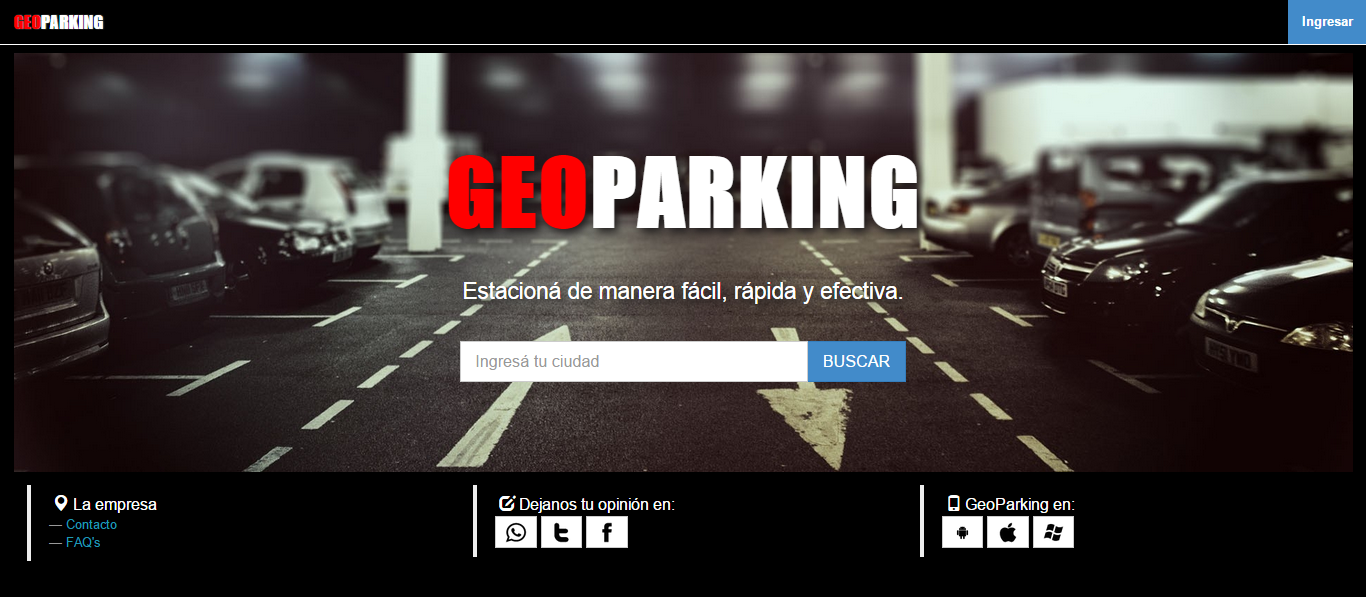 GEOPARKING
Ingresar
GEOPARKING
Estacioná de manera fácil, rápida y efectiva.
Ingresá tu ciudad
BUSCAR
La empresa
— Contacto
— FAQ's
Dejanos tu opinión en:
GeoParking en: